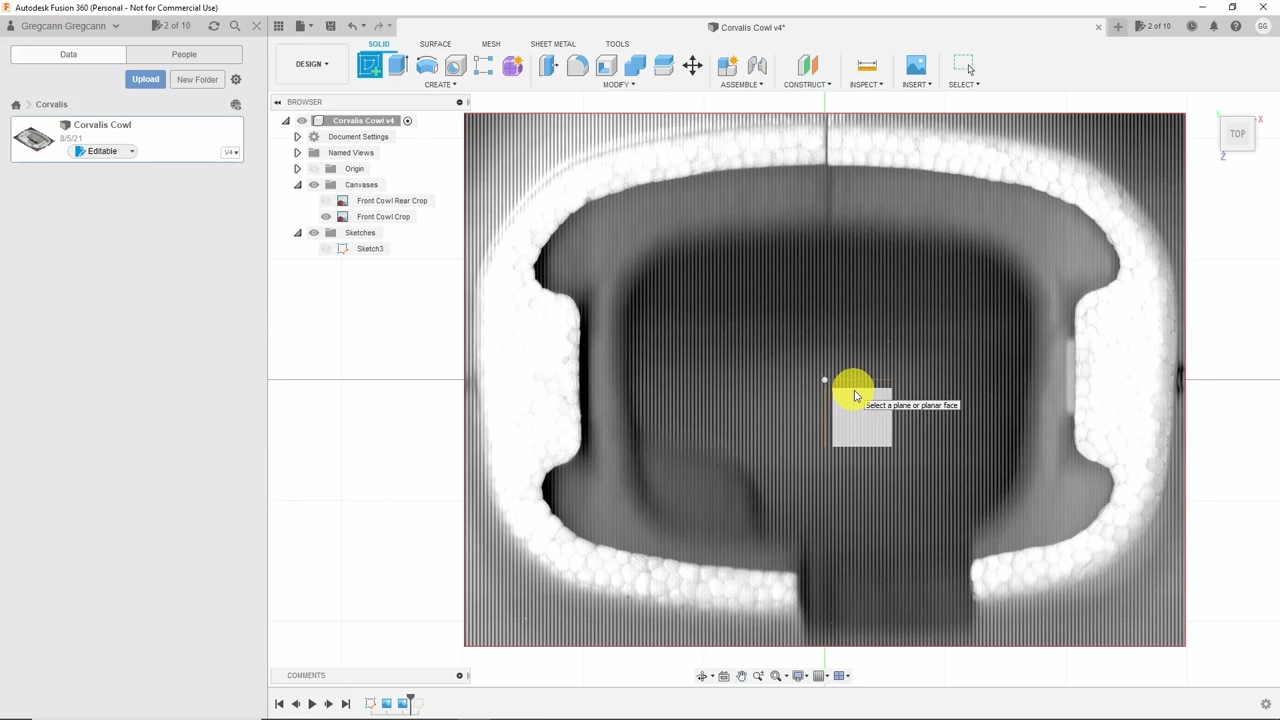 Autodesk Fusion 360 (Personal - Not for Commercial Use)
Gregcann Gregcann
2 of 10
Corvalis Cowl v4*
2 of 10
GG
Data
People
Upload
New Folder
Corvalis
Corvalis Cowl
8/5/21
Editable
V4
SOLID
SURFACE
MESH
SHEET METAL
TOOLS
DESIGN
CREATE
MODIFY
ASSEMBLE
CONSTRUCT
INSPECT
INSERT
SELECT
BROWSER
Corvalis Cowl v4
Document Settings
Named Views
Origin
Canvases
Front Cowl Rear Crop
Front Cowl Crop
Sketches
Sketch3
TOP
X
Z
Select a plane or planar face
COMMENTS